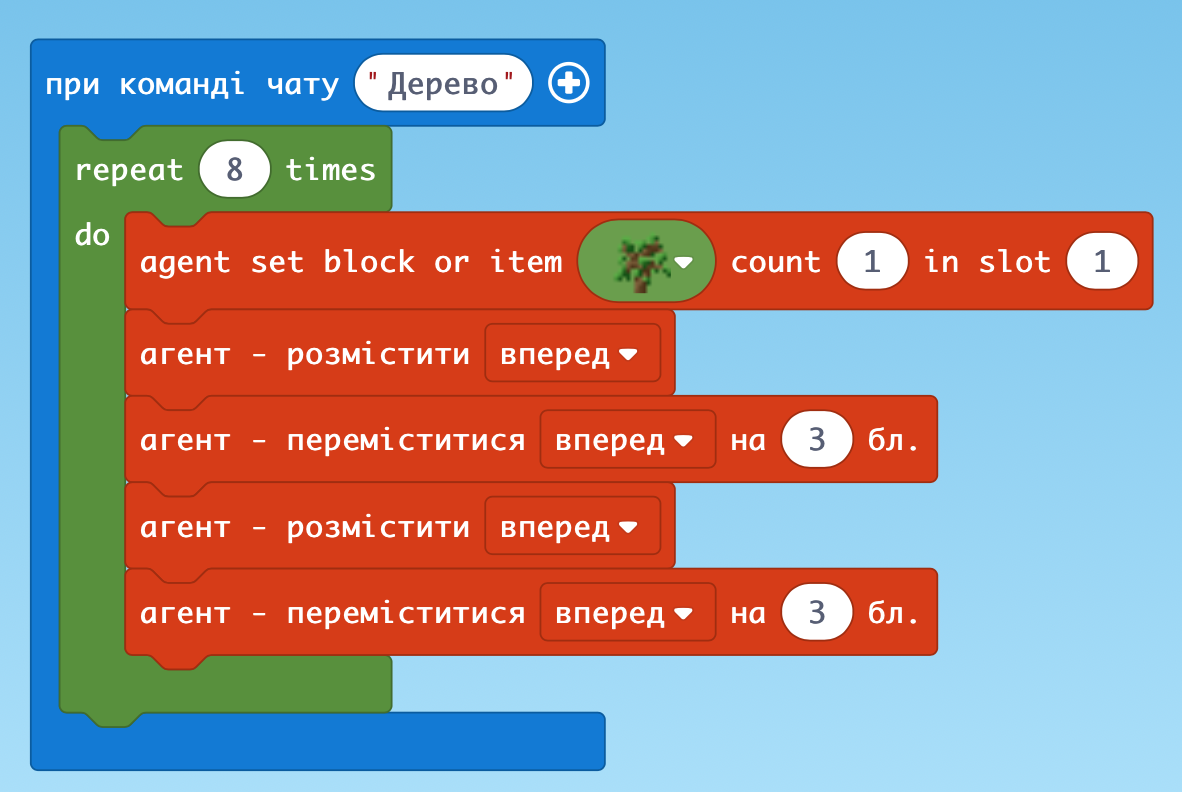 при команді чату "Дерево"
repeat 8 times
do
agent set block or item count 1 in slot 1
агент - розмістити вперед
агент - переміститися вперед на 3 бл.
агент - розмістити вперед
агент - переміститися вперед на 3 бл.